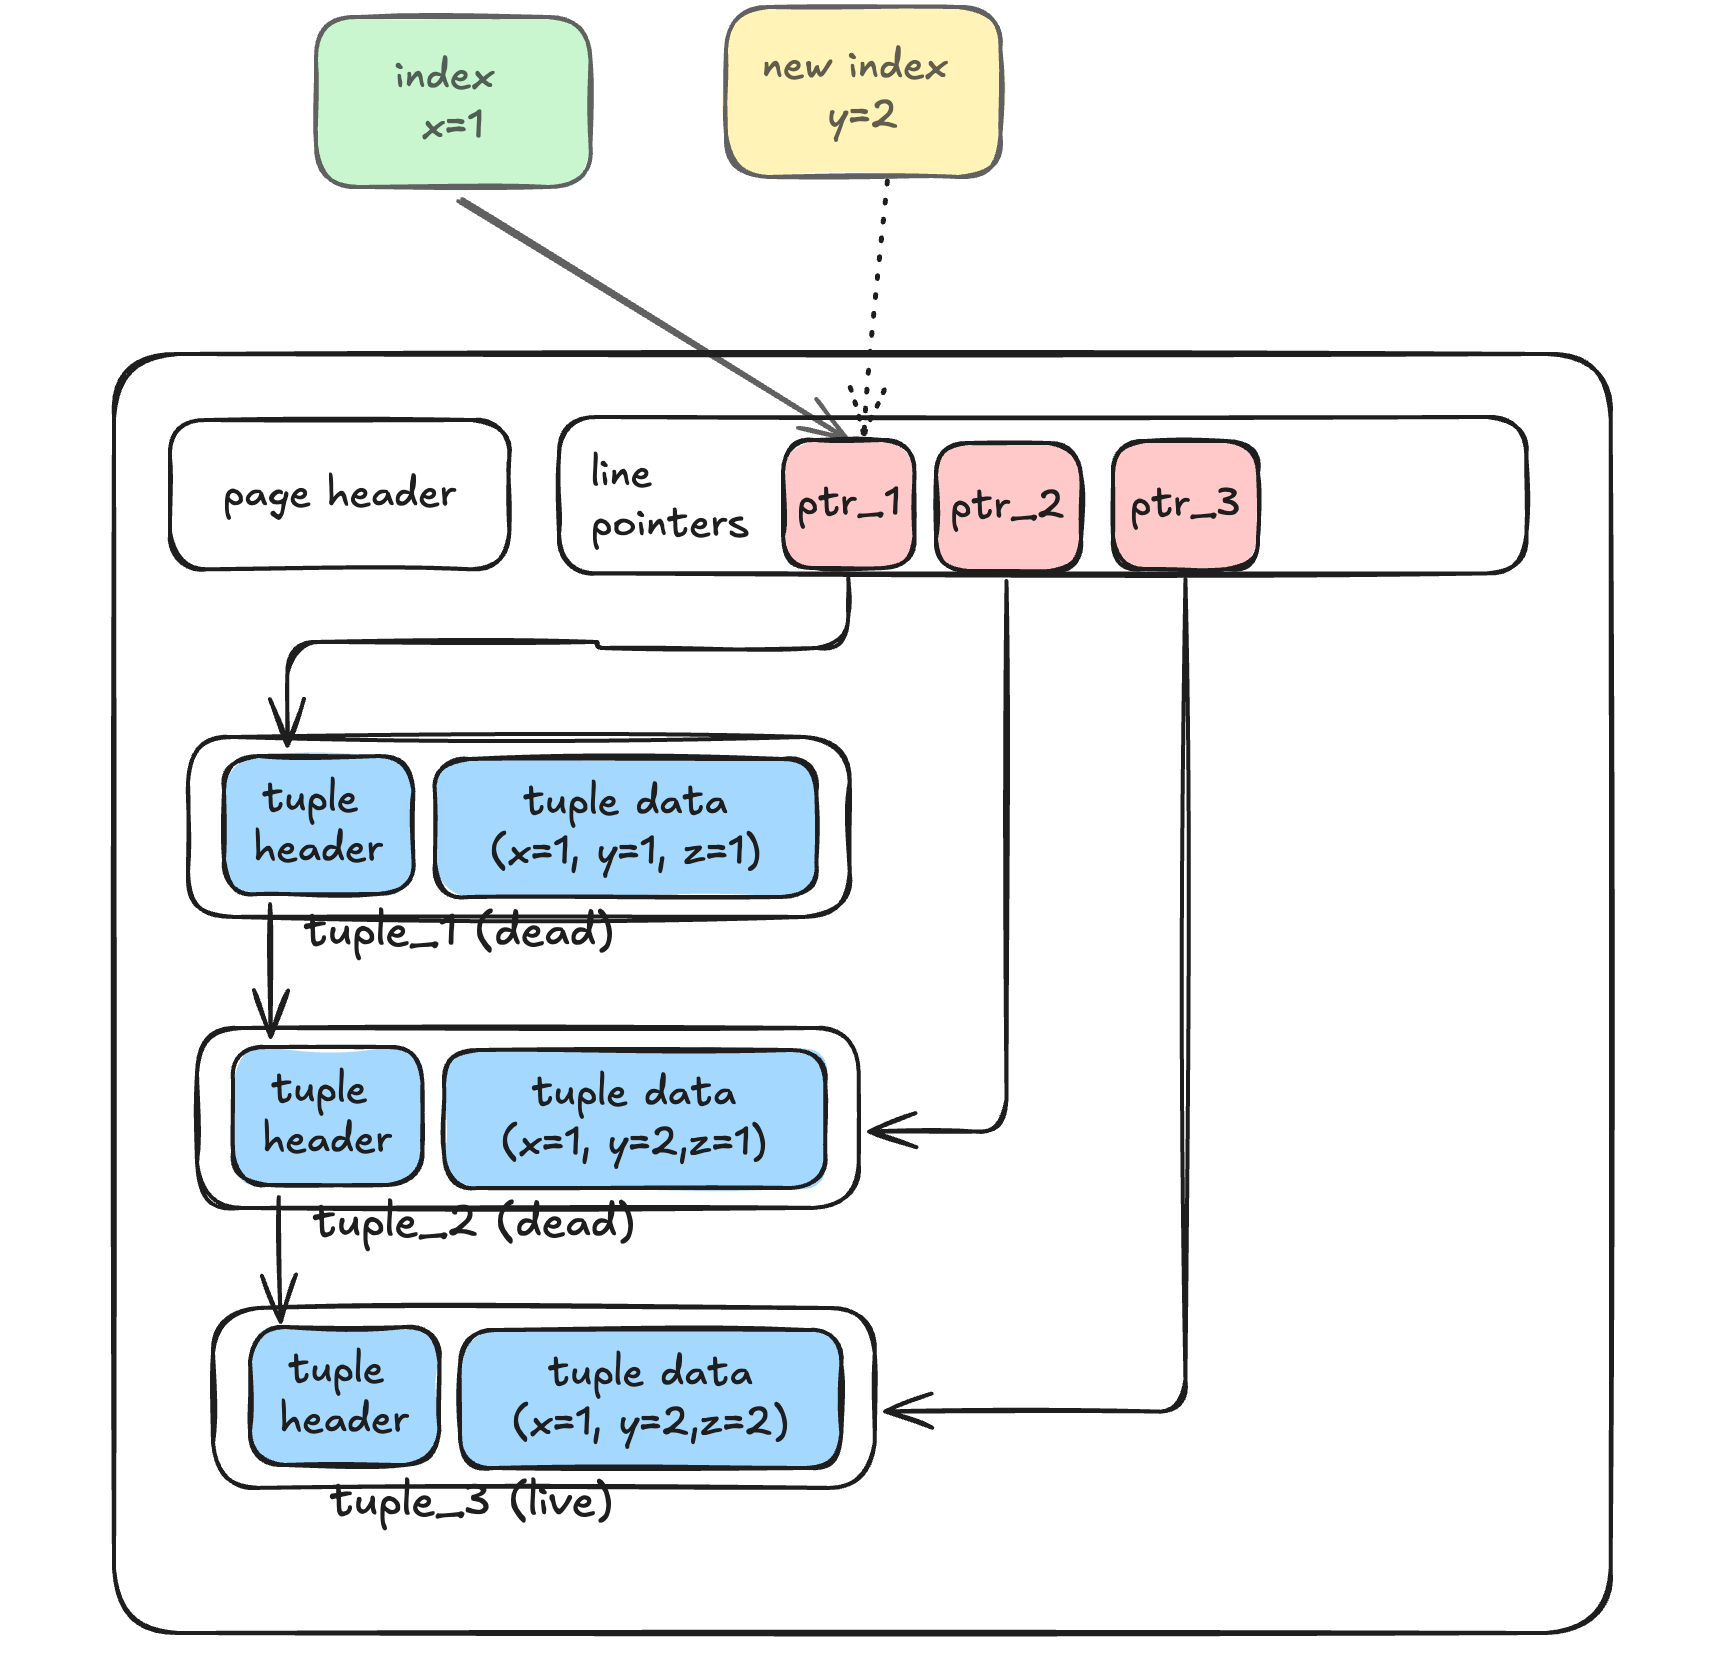 index
x=1
new index
y=2
page header
line
pointers
ptr_1
ptr_2
ptr_3
tuple
header
tuple data
(x=1, y=1, z=1)
tuple_1 (dead)
tuple
header
tuple data
(x=1, y=2,z=1)
tuple_2 (dead)
tuple
header
tuple data
(x=1, y=2,z=2)
tuple_3 (live)